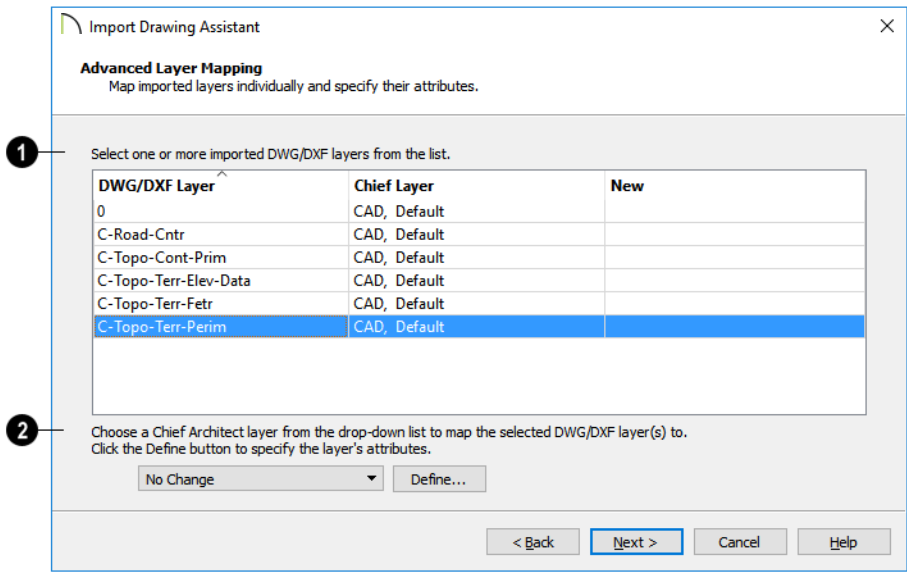 Import Drawing Assistant
Advanced Layer Mapping
Map imported layers individually and specify their attributes.
1
Select one or more imported DWG/DXF layers from the list.
DWG/DXF Layer Chief Layer New
0 CAD, Default
C-Road-Cntr CAD, Default
C-Topo-Cont-Prim CAD, Default
C-Topo-Terr-Elev-Data CAD, Default
C-Topo-Terr-Fetr CAD, Default
C-Topo-Terr-Perim CAD, Default
2
Choose a Chief Architect layer from the drop-down list to map the selected DWG/DXF layer(s) to.
Click the Define button to specify the layer's attributes.
No Change Define...
< Back Next > Cancel Help